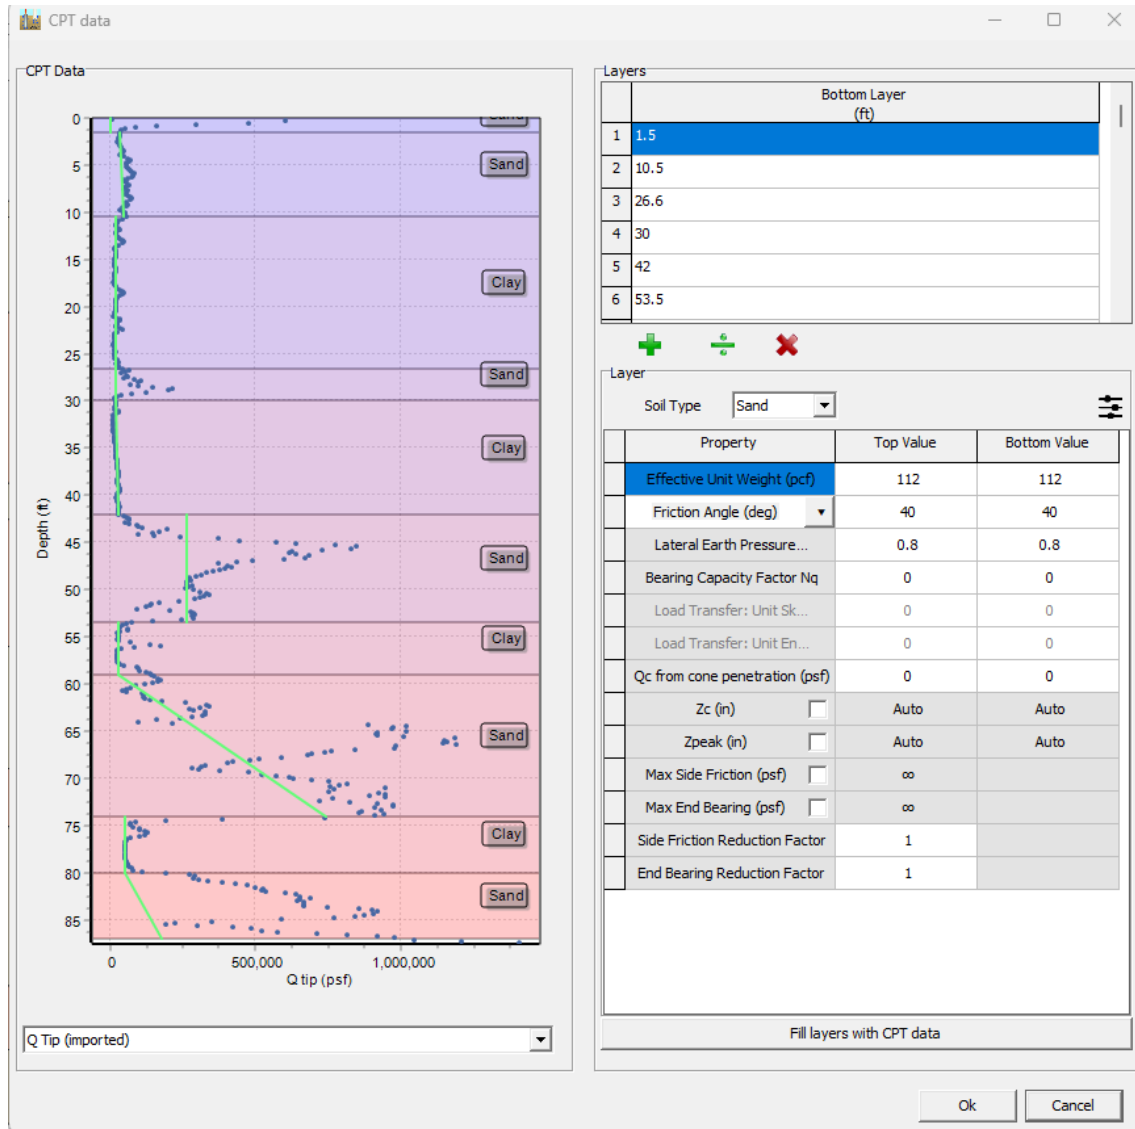 CPT data
CPT Data
0
5
10
15
20
25
30
35
40
45
50
55
60
65
70
75
80
85
Depth (ft)
Sand
Sand
Clay
Sand
Clay
Sand
Clay
Sand
Clay
Sand
0 500,000 1,000,000
Q tip (psf)
Q Tip (imported)
Layers
Bottom Layer
(ft)
1 1.5
2 10.5
3 26.6
4 30
5 42
6 53.5
Layer
Soil Type Sand
Property Top Value Bottom Value
Effective Unit Weight (pcf) 112 112
Friction Angle (deg) 40 40
Lateral Earth Pressure... 0.8 0.8
Bearing Capacity Factor Nq 0 0
Load Transfer: Unit Sk... 0 0
Load Transfer: Unit En... 0 0
Qc from cone penetration (psf) 0 0
Zc (in) Auto Auto
Zpeak (in) Auto Auto
Max Side Friction (psf) ∞
Max End Bearing (psf) ∞
Side Friction Reduction Factor 1
End Bearing Reduction Factor 1
Fill layers with CPT data
Ok Cancel